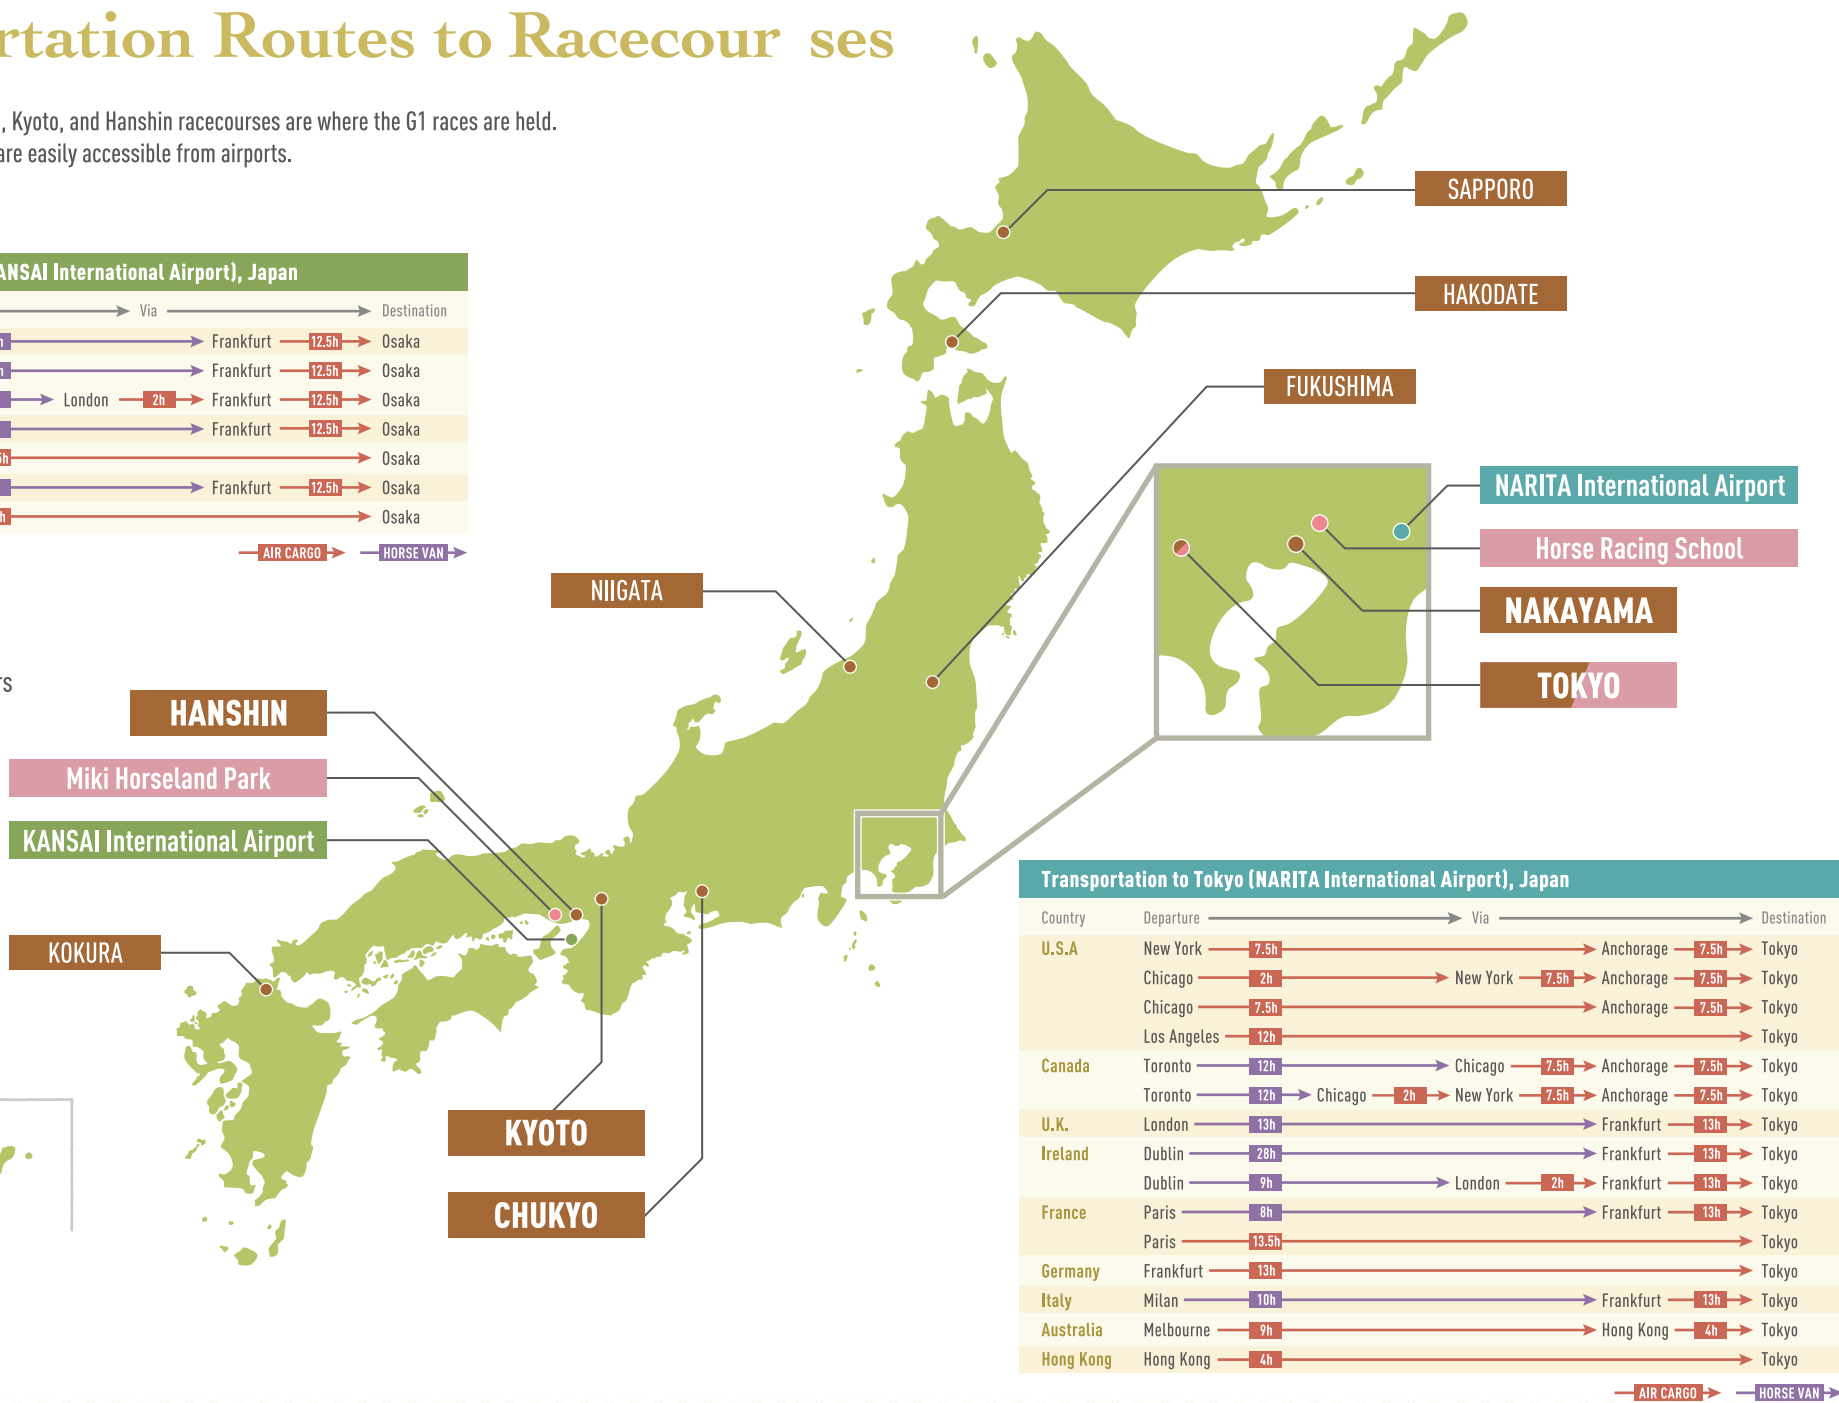 rtation Routes to Racecour ses
, Kyoto, and Hanshin racecourses are where the G1 races are held.
are easily accessible from airports.
ANSAI International Airport), Japan
Via Destination
h Frankfurt 12.5h Osaka
h Frankfurt 12.5h Osaka
London 2h Frankfurt 12.5h Osaka
Frankfurt 12.5h Osaka
5h Osaka
Frankfurt 12.5h Osaka
h Osaka
AIR CARGO HORSE VAN
SAPPORO
HAKODATE
FUKUSHIMA
NARITA International Airport
Horse Racing School
NAKAYAMA
TOKYO
NIIGATA
rs
HANSHIN
Miki Horseland Park
KANSAI International Airport
KOKURA
KYOTO
CHUKYO
Transportation to Tokyo (NARITA International Airport), Japan
Country Departure Via Destination
U.S.A New York 7.5h Anchorage 7.5h Tokyo
Chicago 2h New York 7.5h Anchorage 7.5h Tokyo
Chicago 7.5h Anchorage 7.5h Tokyo
Los Angeles 12h Tokyo
Canada Toronto 12h Chicago 7.5h Anchorage 7.5h Tokyo
Toronto 12h Chicago 2h New York 7.5h Anchorage 7.5h Tokyo
U.K. London 13h Frankfurt 13h Tokyo
Ireland Dublin 28h Frankfurt 13h Tokyo
Dublin 9h London 2h Frankfurt 13h Tokyo
France Paris 8h Frankfurt 13h Tokyo
Paris 13.5h Tokyo
Germany Frankfurt 13h Tokyo
Italy Milan 10h Frankfurt 13h Tokyo
Australia Melbourne 9h Hong Kong 4h Tokyo
Hong Kong Hong Kong 4h Tokyo
AIR CARGO HORSE VAN